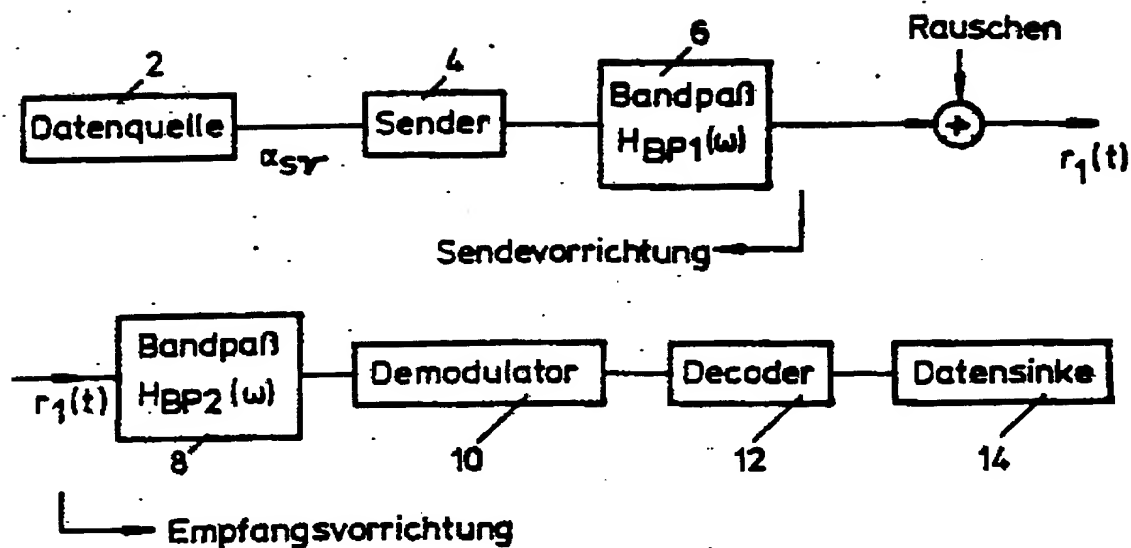 Rauschen
2
4
6
Datenquelle
Sender
Bandpaß
H_BP1(ω)
+
α_sγ
r_1(t)
Sendevorrichtung
Bandpaß
H_BP2(ω)
Demodulator
Decoder
Datensinke
r_1(t)
8
10
12
14
Empfangsvorrichtung